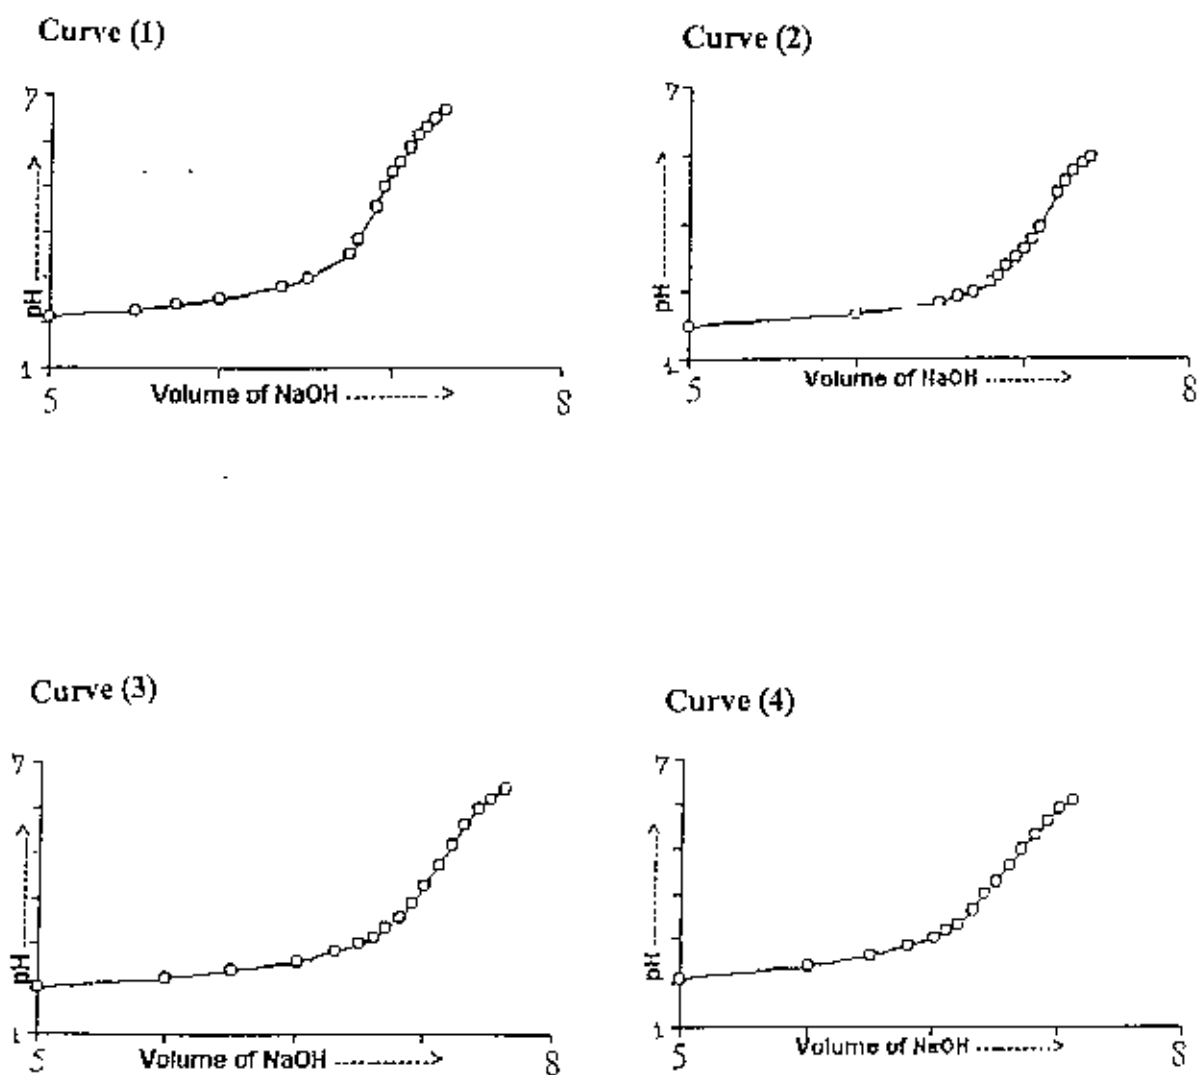 Curve (1)
7
pH ------->
1
5
Volume of NaOH ------------->
8
Curve (2)
7
pH ------->
1
5
Volume of NaOH ---------->
8
Curve (3)
7
pH ------->
1
5
Volume of NaOH ----------->
8
Curve (4)
7
pH ------->
1
5
Volume of NaOH ---------->
8